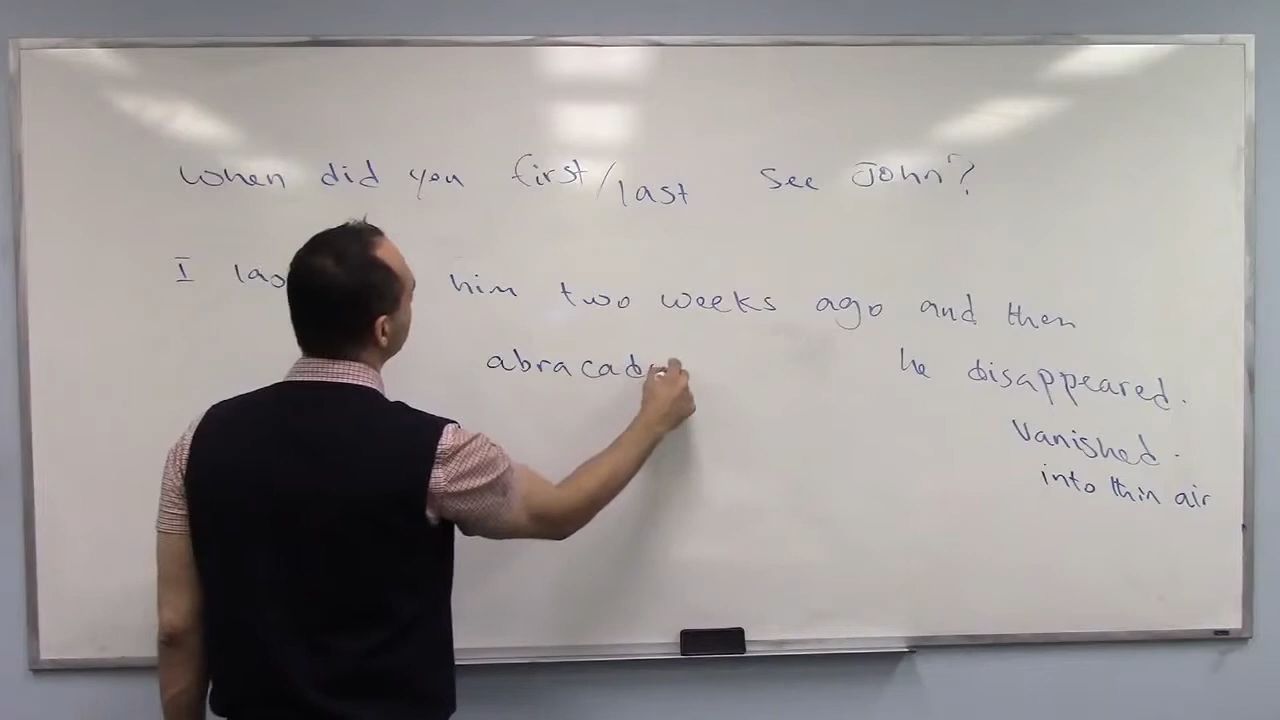 When did you first/last see John?
I las him two weeks ago and then
he disappeared.
abracad
Vanished.
into thin air